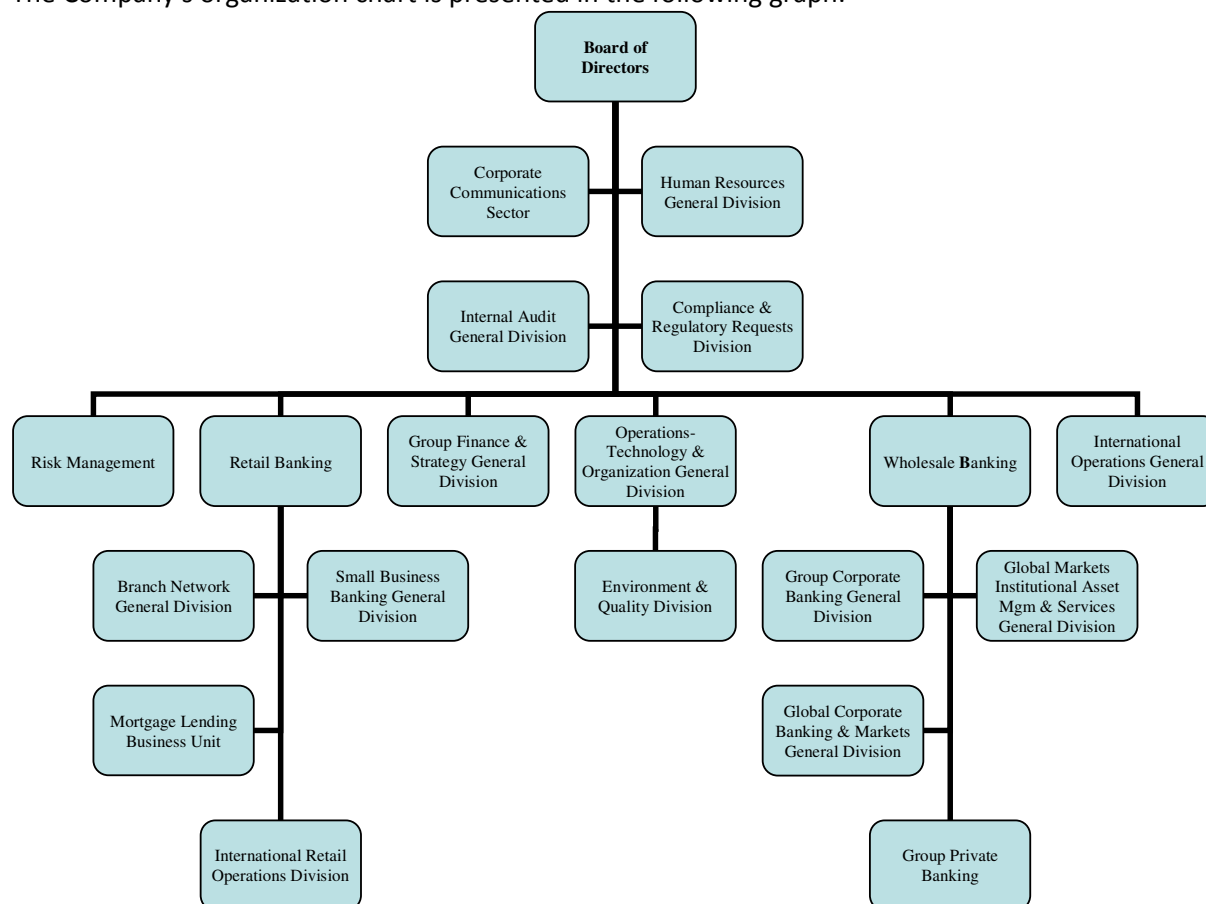 The Company's organization chart is presented in the following graph.
Board of
Directors
Corporate
Communications
Sector
Human Resources
General Division
Internal Audit
General Division
Compliance &
Regulatory Requests
Division
Risk Management
Retail Banking
Group Finance &
Strategy General
Division
Operations-
Technology &
Organization General
Division
Wholesale Banking
International
Operations General
Division
Branch Network
General Division
Small Business
Banking General
Division
Environment &
Quality Division
Group Corporate
Banking General
Division
Global Markets
Institutional Asset
Mgm & Services
General Division
Mortgage Lending
Business Unit
Global Corporate
Banking & Markets
General Division
International Retail
Operations Division
Group Private
Banking